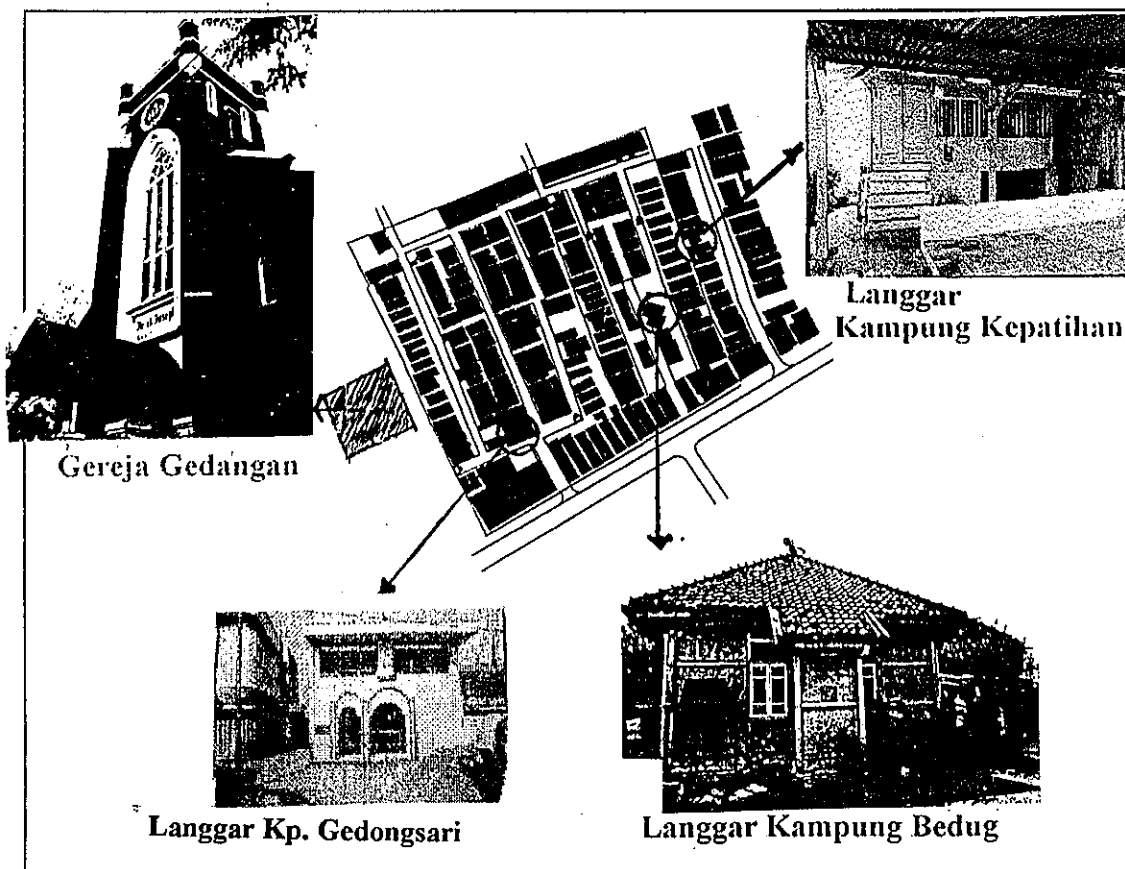 Langgar
Kampung Kepatihan
Gereja Gedangan
Langgar Kp. Gedongsari
Langgar Kampung Bedug